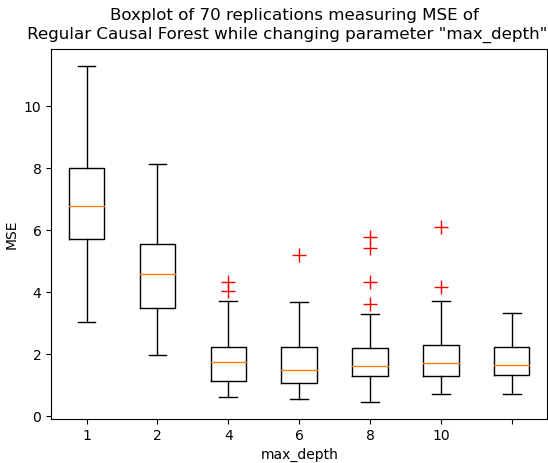 Boxplot of 70 replications measuring MSE of
Regular Causal Forest while changing parameter "max_depth"
MSE
10
8
6
4
2
0
1 2 4 6 8 10
max_depth